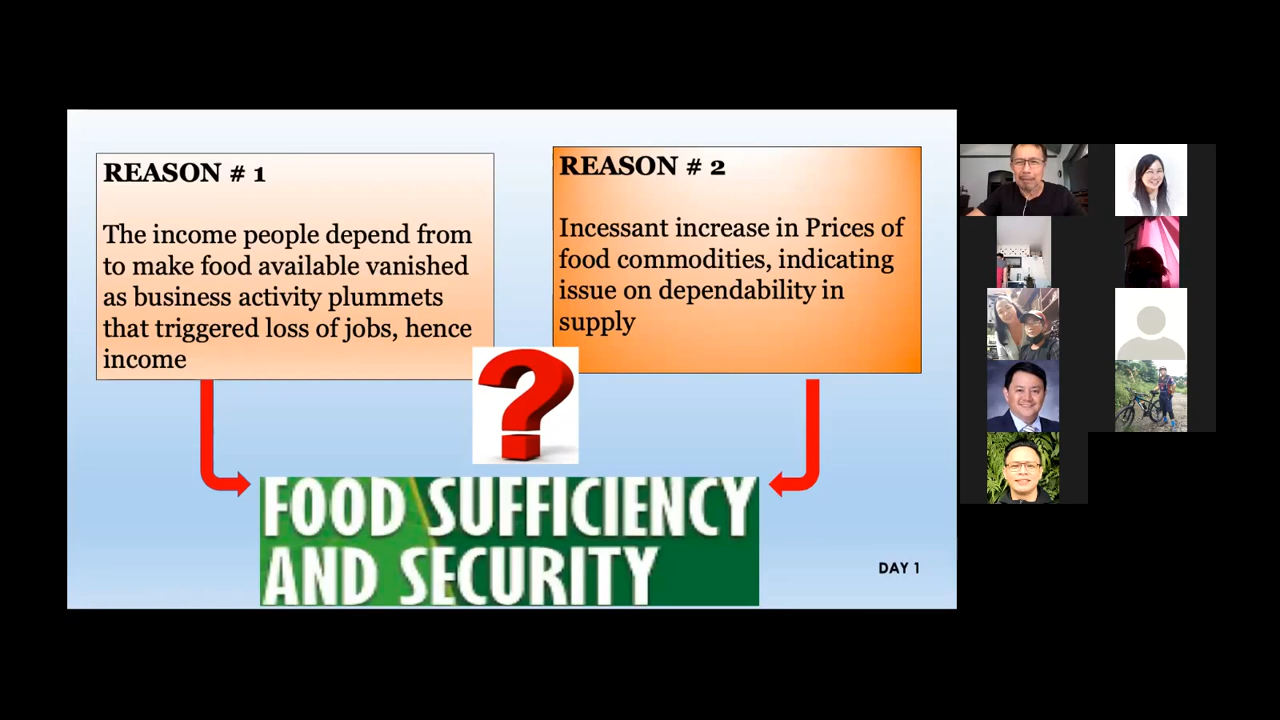 REASON # 1
The income people depend from
to make food available vanished
as business activity plummets
that triggered loss of jobs, hence
income
REASON # 2
Incessant increase in Prices of
food commodities, indicating
issue on dependability in
supply
?
FOOD SUFFICIENCY
AND SECURITY
DAY 1